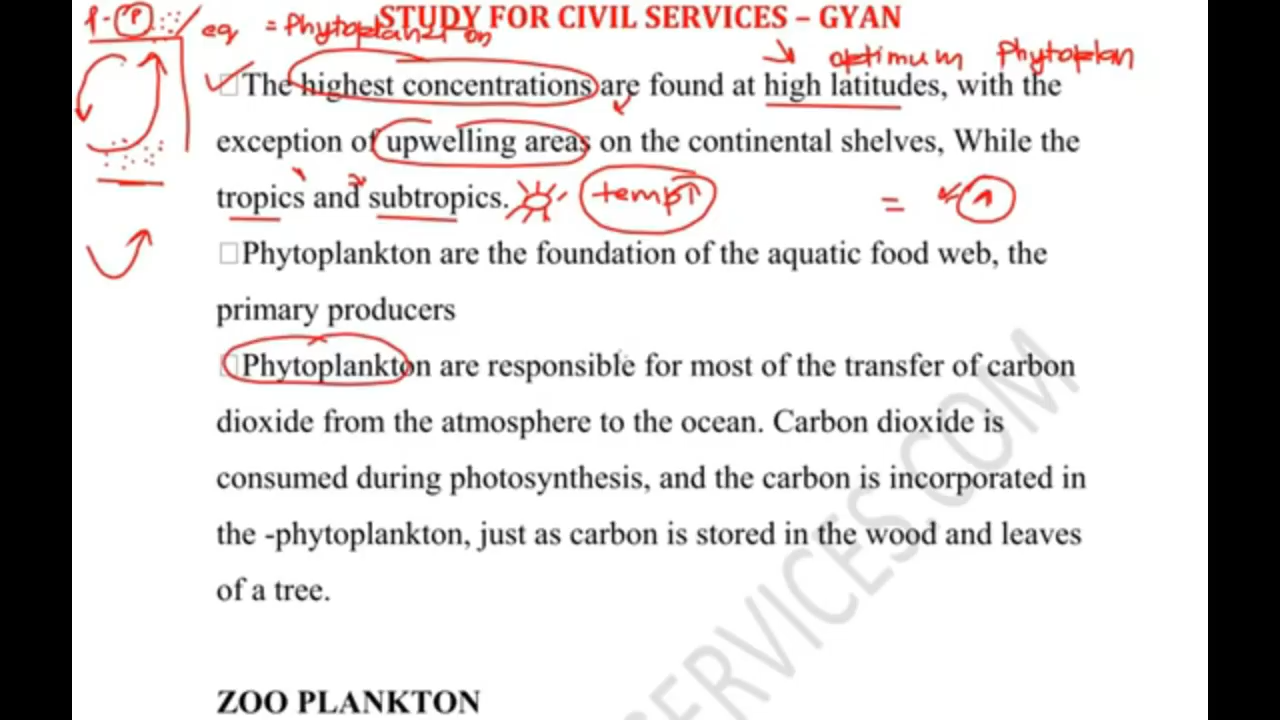 STUDY FOR CIVIL SERVICES – GYAN
eq = Phytoplankton
optimum Phytoplan
The highest concentrations are found at high latitudes, with the
exception of upwelling areas on the continental shelves, While the
tropics and subtropics. temp↑ = ↑
Phytoplankton are the foundation of the aquatic food web, the
primary producers
Phytoplankton are responsible for most of the transfer of carbon
dioxide from the atmosphere to the ocean. Carbon dioxide is
consumed during photosynthesis, and the carbon is incorporated in
the -phytoplankton, just as carbon is stored in the wood and leaves
of a tree.
SERVICES.COM
ZOO PLANKTON